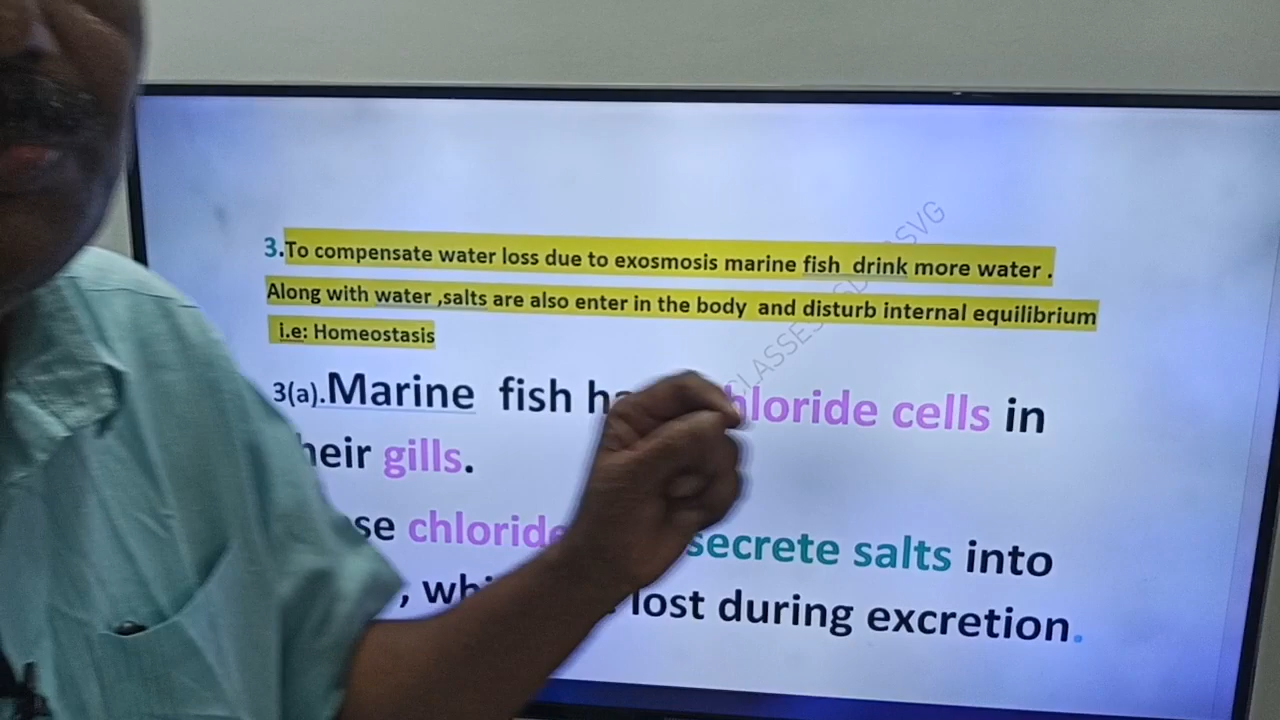 3.To compensate water loss due to exosmosis marine fish drink more water .
Along with water ,salts are also enter in the body and disturb internal equilibrium
i.e: Homeostasis
3(a).Marine fish hloride cells in
heir gills.
se chloride secrete salts into
, lost during excretion.